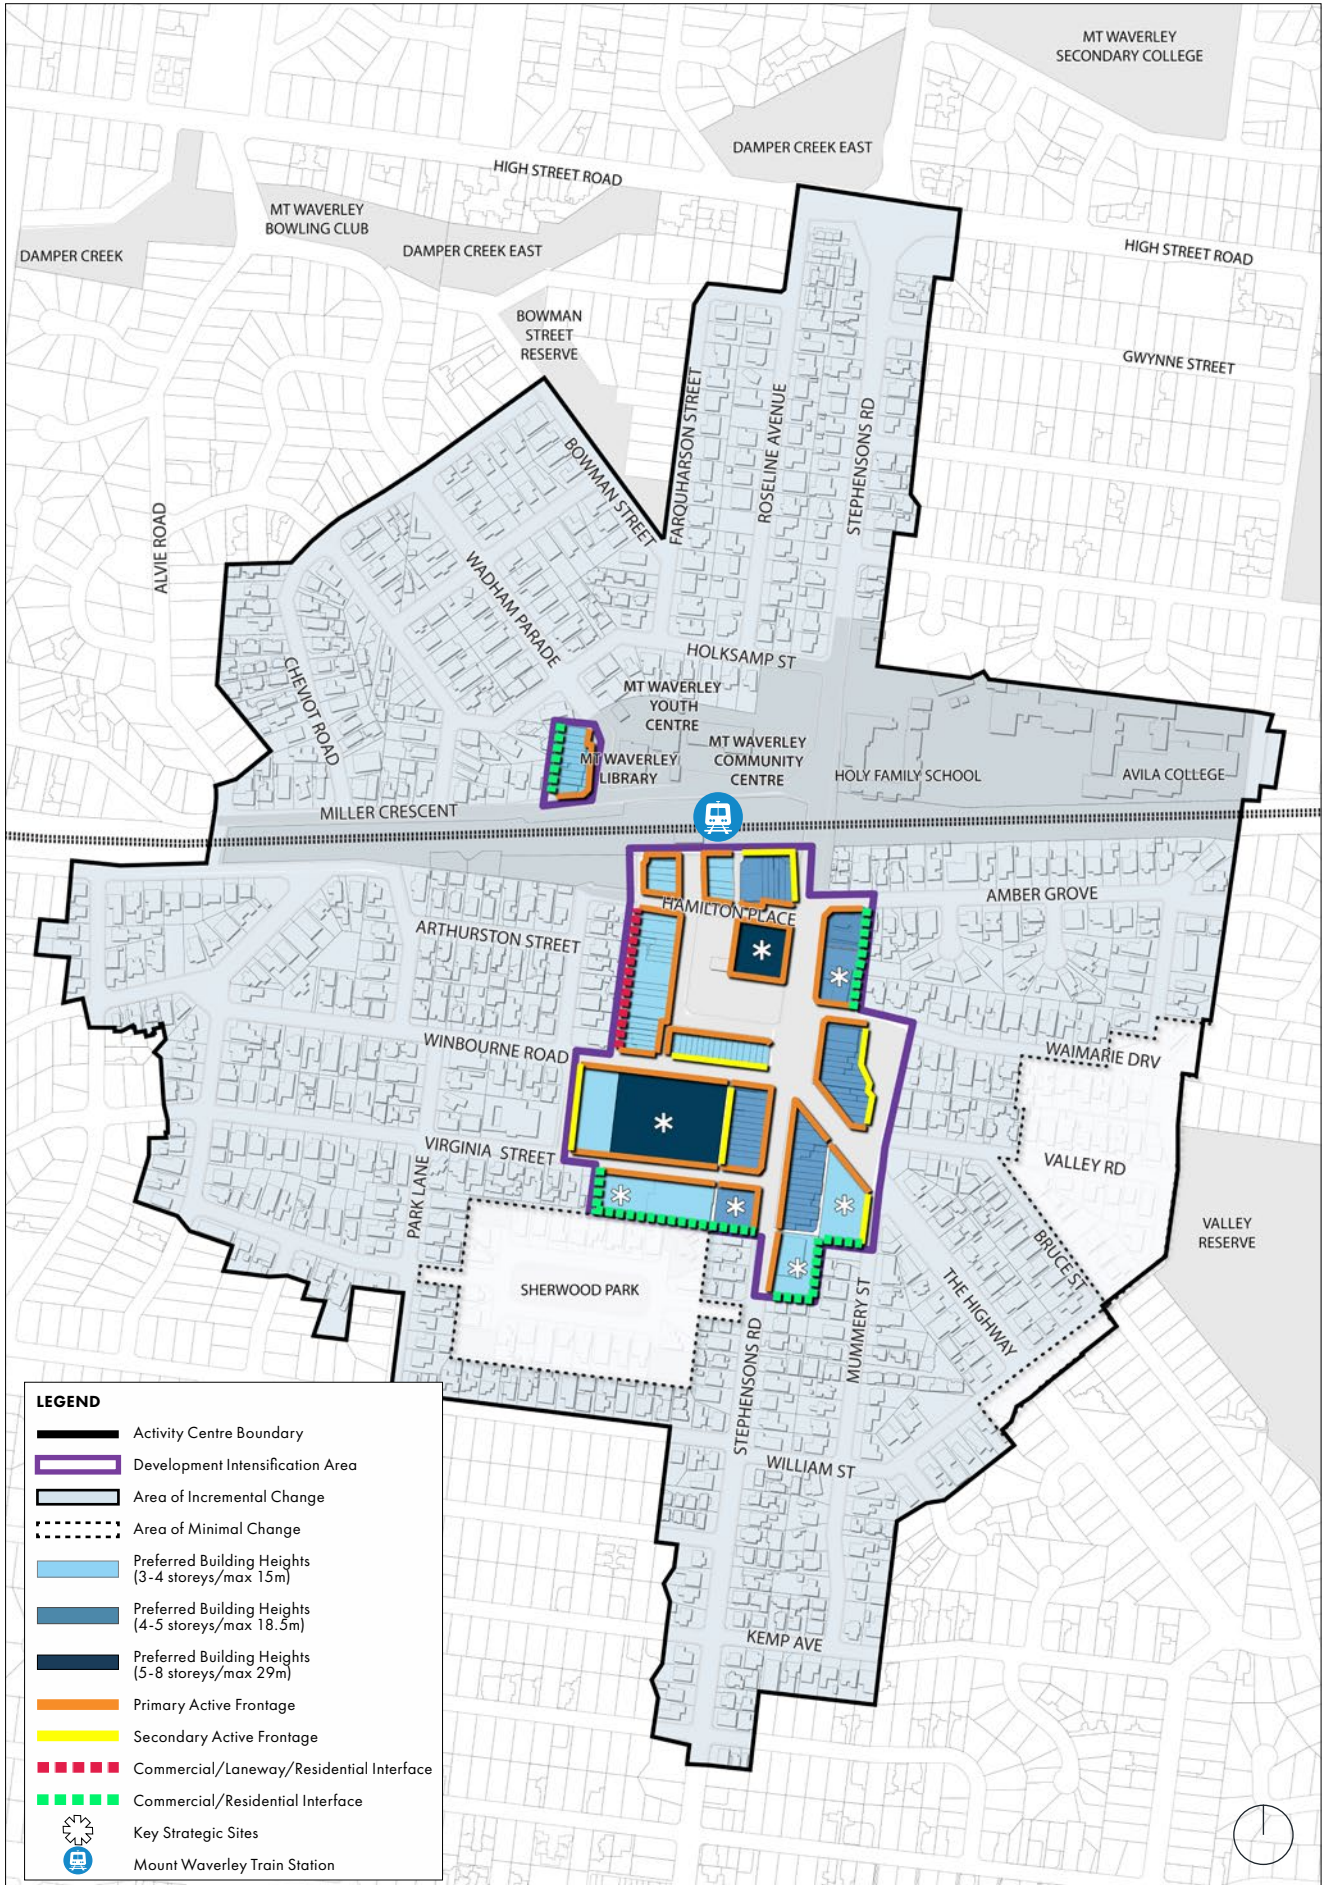 MT WAVERLEY
SECONDARY COLLEGE
DAMPER CREEK EAST
HIGH STREET ROAD
MT WAVERLEY
BOWLING CLUB
DAMPER CREEK
DAMPER CREEK EAST
HIGH STREET ROAD
BOWMAN
STREET
RESERVE
GWYNNE STREET
FARQUHARSON STREET
ROSELINE AVENUE
STEPHENSONS RD
BOWMAN STREET
ALVIE ROAD
WADHAM PARADE
HOLKSAMP ST
CHEVIOT ROAD
MT WAVERLEY
YOUTH
CENTRE
MT WAVERLEY
LIBRARY
MT WAVERLEY
COMMUNITY
CENTRE
HOLY FAMILY SCHOOL
AVILA COLLEGE
MILLER CRESCENT
HAMILTON PLACE
AMBER GROVE
ARTHURSTON STREET
WINBOURNE ROAD
WAIMARIE DRV
VIRGINIA STREET
VALLEY RD
PARK LANE
VALLEY
RESERVE
BRUCE ST
SHERWOOD PARK
THE HIGHWAY
MUMMERY ST
STEPHENSONS RD
WILLIAM ST
KEMP AVE
LEGEND
Activity Centre Boundary
Development Intensification Area
Area of Incremental Change
Area of Minimal Change
Preferred Building Heights
(3-4 storeys/max 15m)
Preferred Building Heights
(4-5 storeys/max 18.5m)
Preferred Building Heights
(5-8 storeys/max 29m)
Primary Active Frontage
Secondary Active Frontage
Commercial/Laneway/Residential Interface
Commercial/Residential Interface
Key Strategic Sites
Mount Waverley Train Station